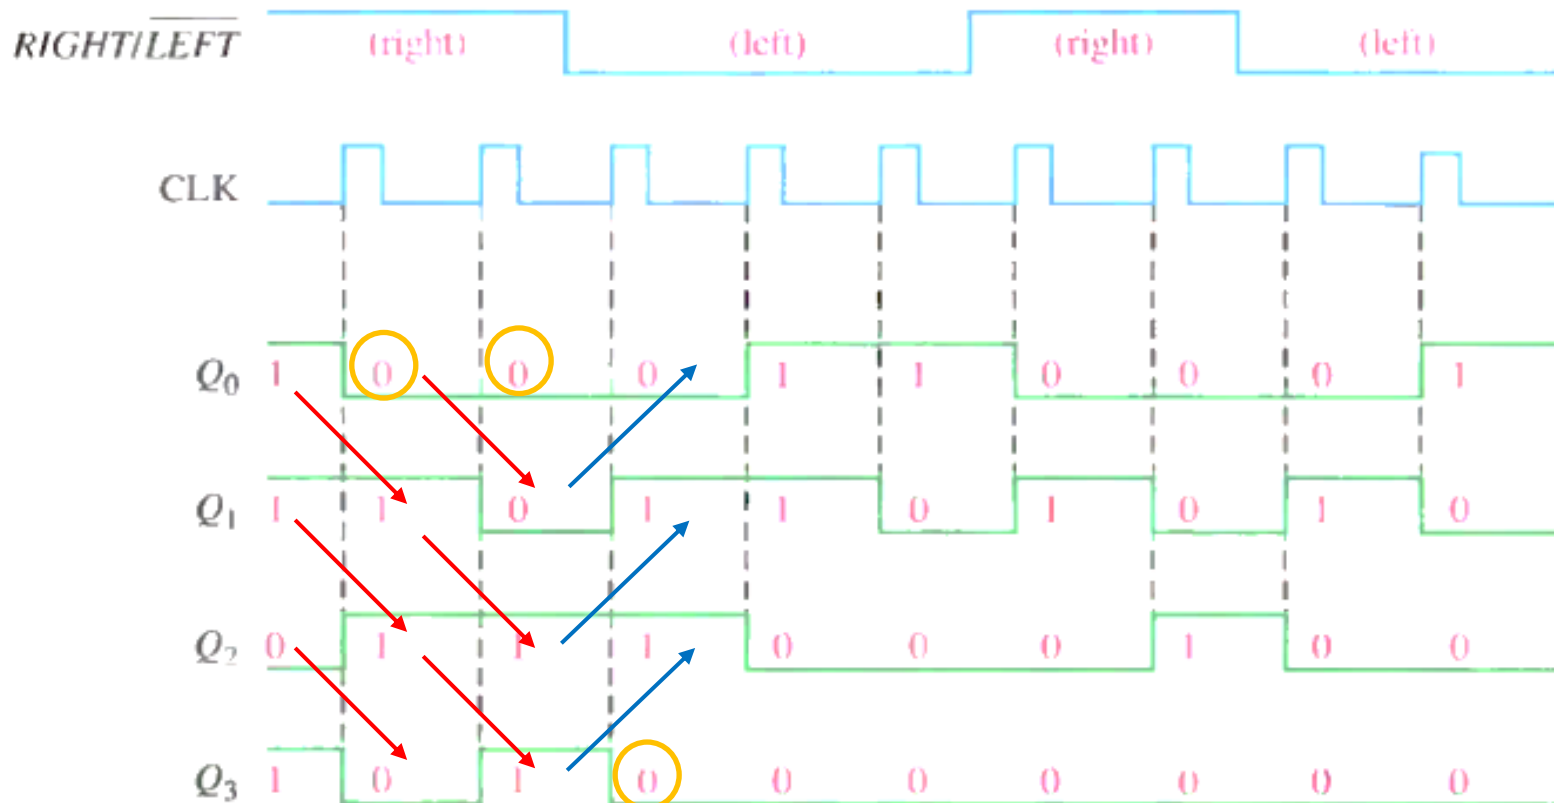 RIGHT/LEFT (right) (left) (right) (left)
CLK
Q0 1 0 0 0 1 1 0 0 0 1
Q1 1 1 0 1 1 0 1 0 1 0
Q2 0 1 1 1 0 0 0 1 0 0
Q3 1 0 1 0 0 0 0 0 0 0